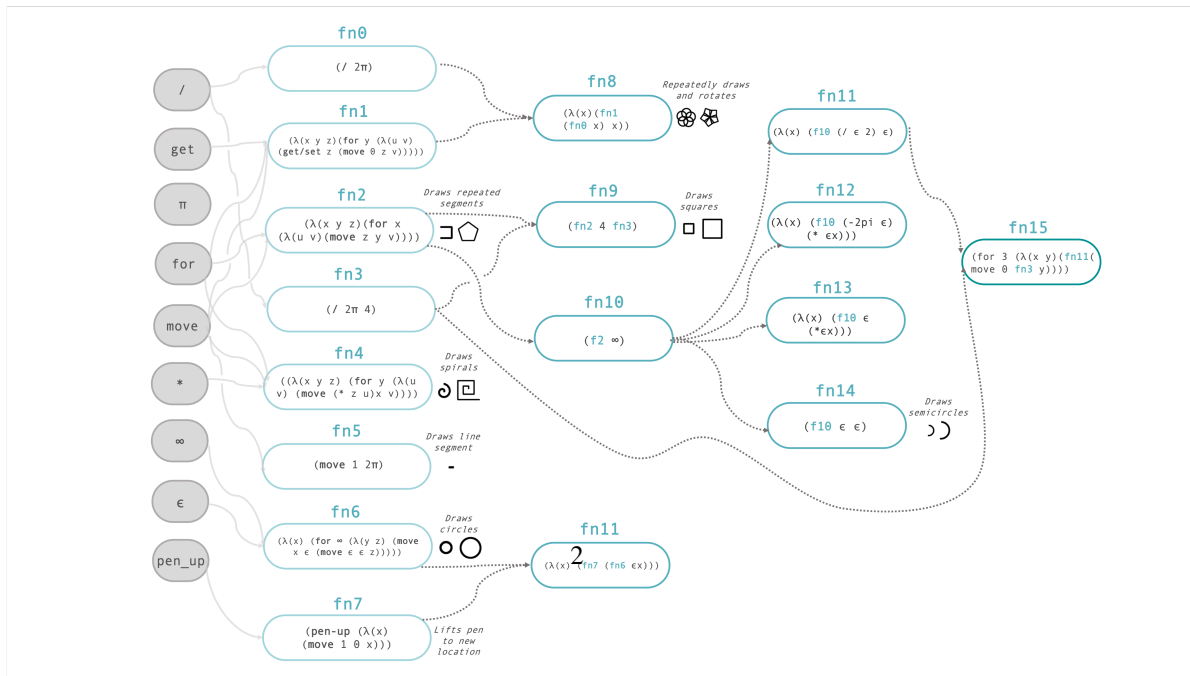 /
get
π
for
move
*
∞
ϵ
pen_up
fn0
(/ 2π)
fn1
(λ(x y z)(for y (λ(u v)
(get/set z (move 0 z v)))))
fn2
(λ(x y z)(for x
(λ(u v)(move z y v))))
Draws repeated
segments
fn3
(/ 2π 4)
fn4
((λ(x y z) (for y (λ(u
v) (move (* z u)x v))))
Draws
spirals
fn5
(move 1 2π)
Draws line
segment
fn6
(λ(x) (for ∞ (λ(y z) (move
x ϵ (move ϵ ϵ z)))))
Draws
circles
fn7
(pen-up (λ(x)
(move 1 0 x)))
Lifts pen
to new
location
fn8
(λ(x)(fn1
(fn0 x) x))
Repeatedly draws
and rotates
fn9
(fn2 4 fn3)
Draws
squares
fn10
(f2 ∞)
fn11
2
(λ(x) (fn7 (fn6 ϵx)))
fn11
(λ(x) (f10 (/ ϵ 2) ϵ)
fn12
(λ(x) (f10 (-2pi ϵ)
(* ϵx)))
fn13
(λ(x) (f10 ϵ
(*ϵx)))
fn14
(f10 ϵ ϵ)
Draws
semicircles
fn15
(for 3 (λ(x y)(fn11(
move 0 fn3 y))))